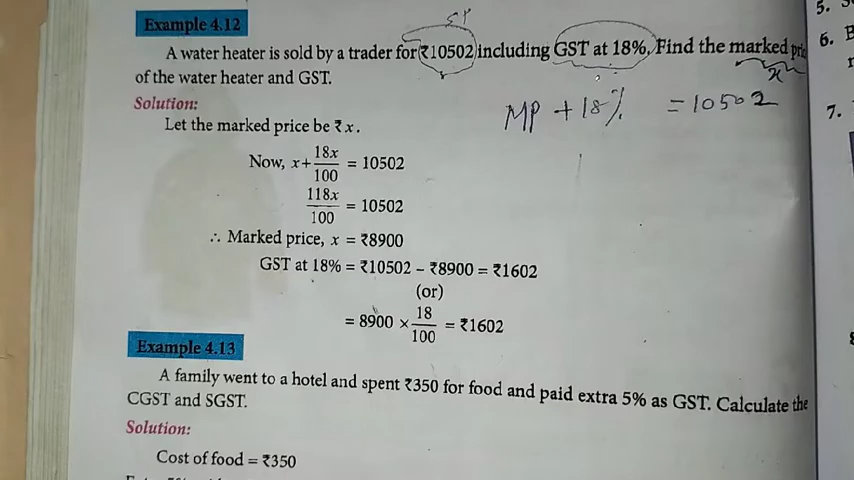 5.
Example 4.12
SP
A water heater is sold by a trader for ₹10502 including GST at 18%. Find the marked pri
of the water heater and GST.
x
6. B
Solution:
MP + 18% = 10502
7.
Let the marked price be ₹ x.
Now, x + 18x/100 = 10502
118x/100 = 10502
∴ Marked price, x = ₹8900
GST at 18% = ₹10502 – ₹8900 = ₹1602
(or)
= 8900 × 18/100 = ₹1602
Example 4.13
A family went to a hotel and spent ₹350 for food and paid extra 5% as GST. Calculate the
CGST and SGST.
Solution:
Cost of food = ₹350